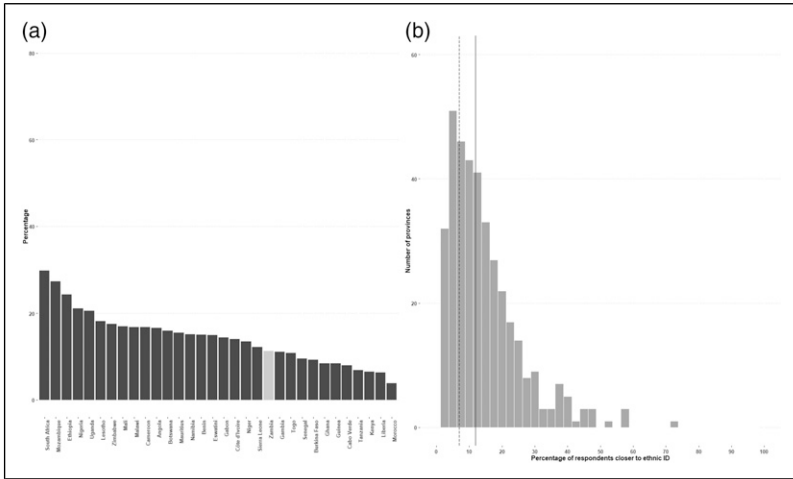 (a)
(b)
80
60
40
20
0
Percentage
South Africa
Mozambique
Ethiopia
Nigeria
Uganda
Lesotho
Zimbabwe
Mali
Malawi
Cameroon
Angola
Botswana
Mauritius
Namibia
Benin
Eswatini
Gabon
Côte d'Ivoire
Niger
Sierra Leone
Zambia
Gambia
Togo
Senegal
Burkina Faso
Ghana
Guinea
Cabo Verde
Tanzania
Kenya
Liberia
Morocco
60
40
20
0
Number of provinces
0 10 20 30 40 50 60 70 80 90 100
Percentage of respondents closer to ethnic ID